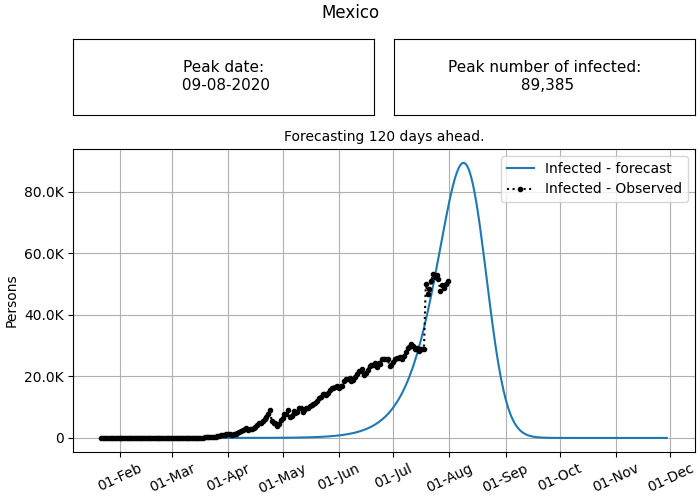 Mexico
Peak date:
09-08-2020
Peak number of infected:
89,385
Forecasting 120 days ahead.
Infected - forecast
Infected - Observed
Persons
80.0K
60.0K
40.0K
20.0K
0
01-Feb
01-Mar
01-Apr
01-May
01-Jun
01-Jul
01-Aug
01-Sep
01-Oct
01-Nov
01-Dec